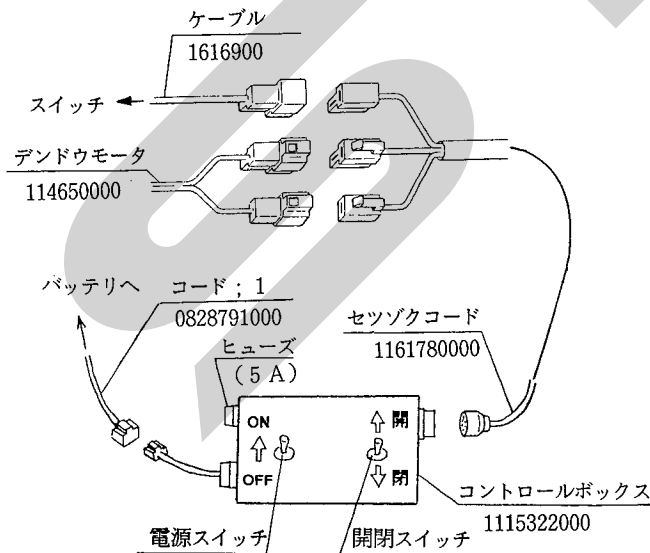 ケーブル
1616900
スイッチ
デンドウモータ
114650000
バッテリへ
コード；1
0828791000
ヒューズ
(5A)
セツゾクコード
1161780000
ON
OFF
開
閉
コントロールボックス
1115322000
電源スイッチ
開閉スイッチ